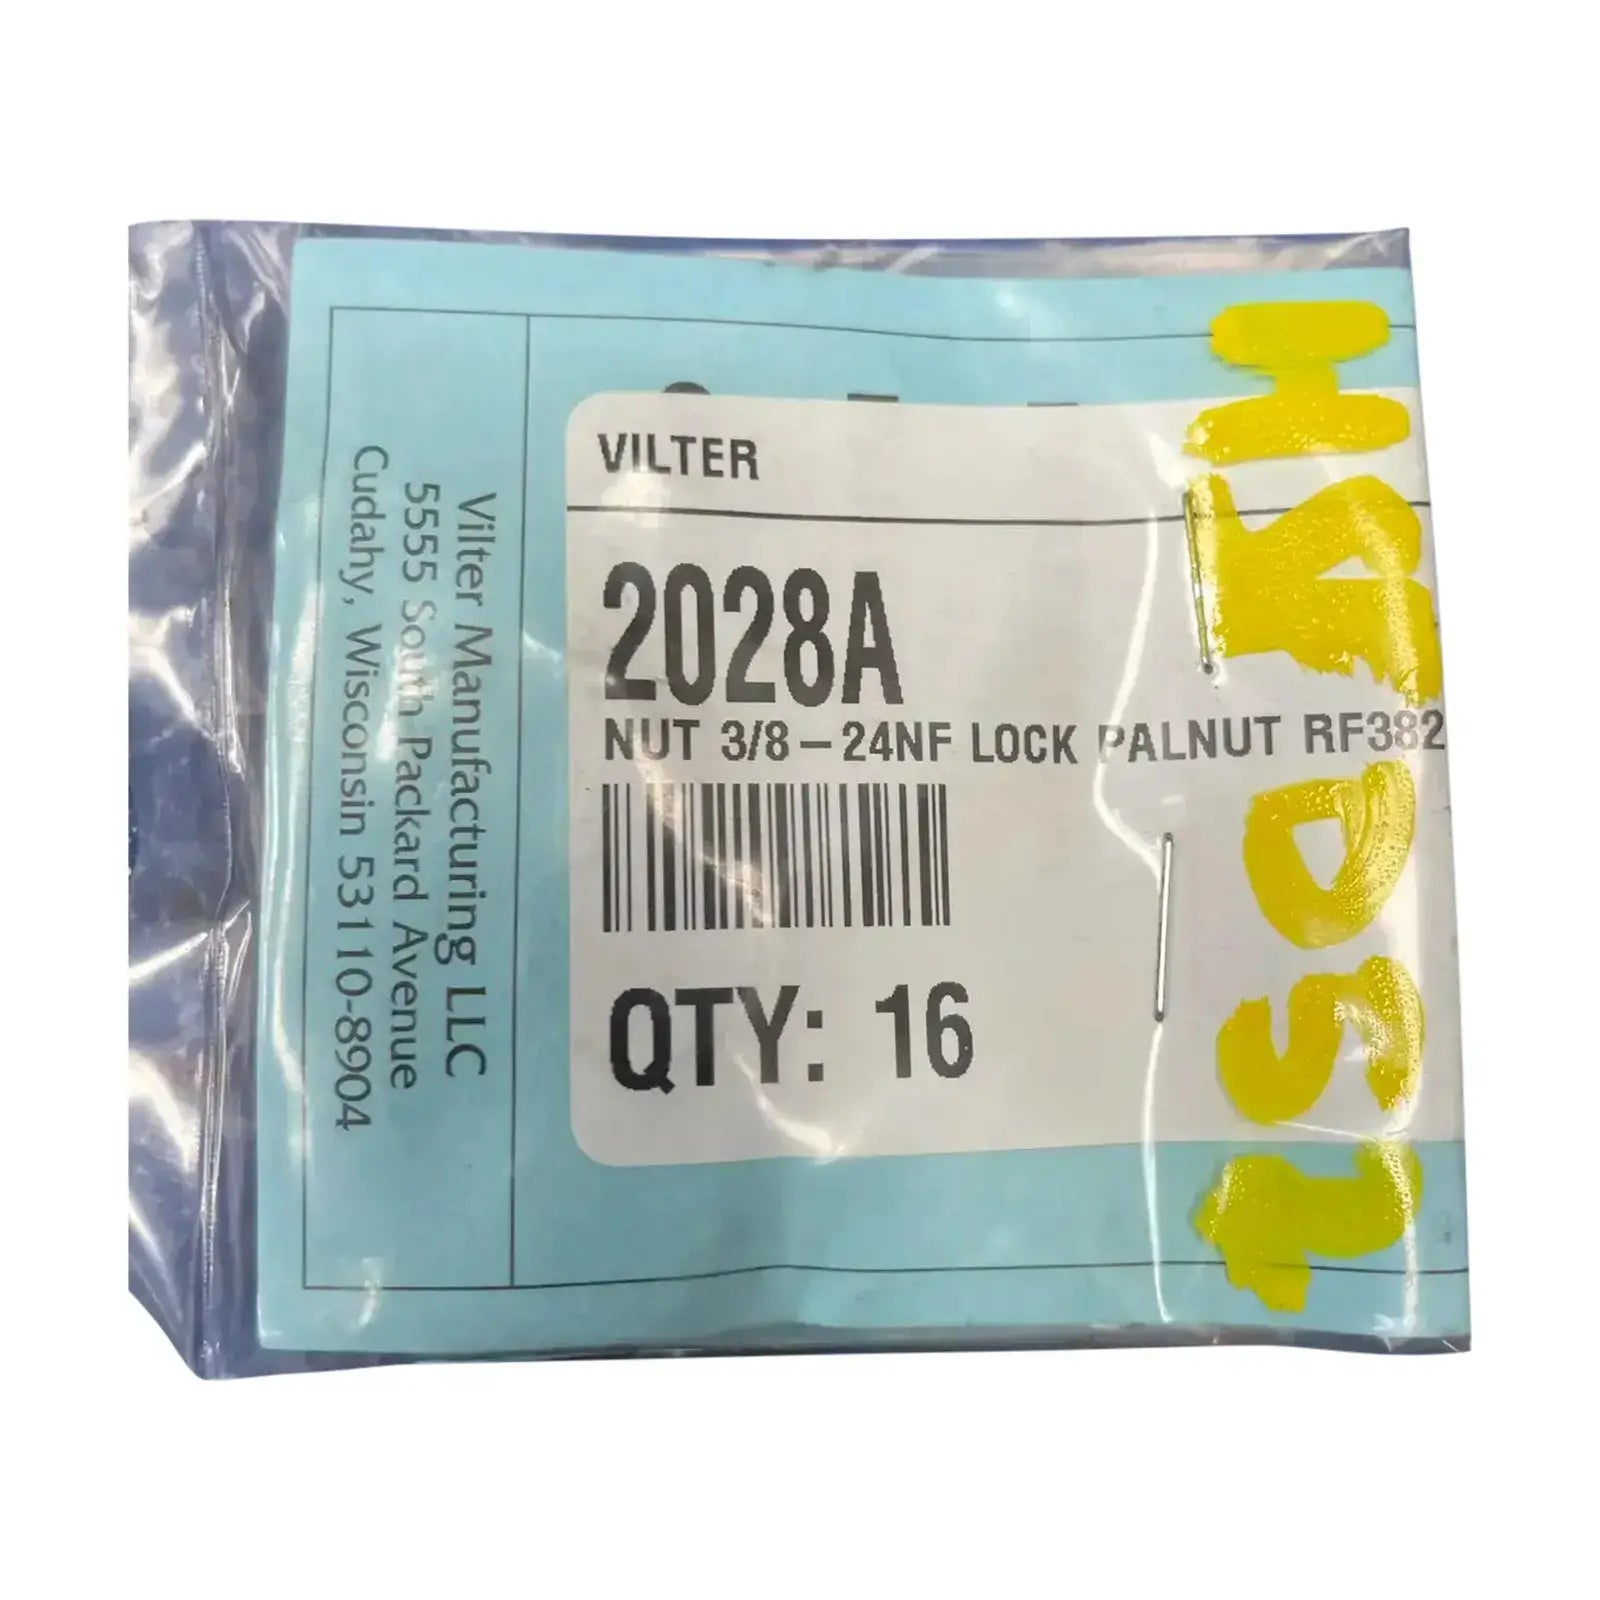 VILTER
2028A
NUT 3/8-24NF LOCK PALNUT RF382
QTY: 16
Vilter Manufacturing LLC
5555 South Packard Avenue
Cudahy, Wisconsin 53110-8904